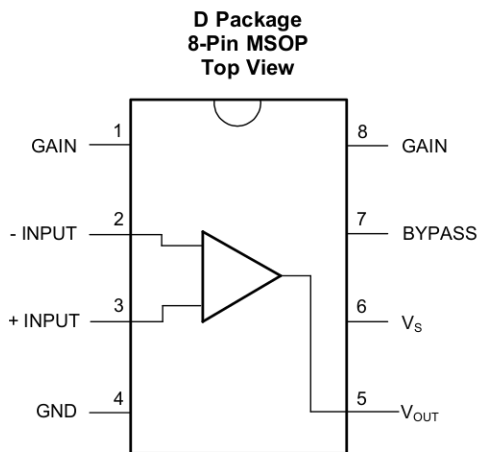 D Package
8-Pin MSOP
Top View
1 8
GAIN GAIN
2 7
- INPUT BYPASS
3 6
+ INPUT VS
4 5
GND VOUT